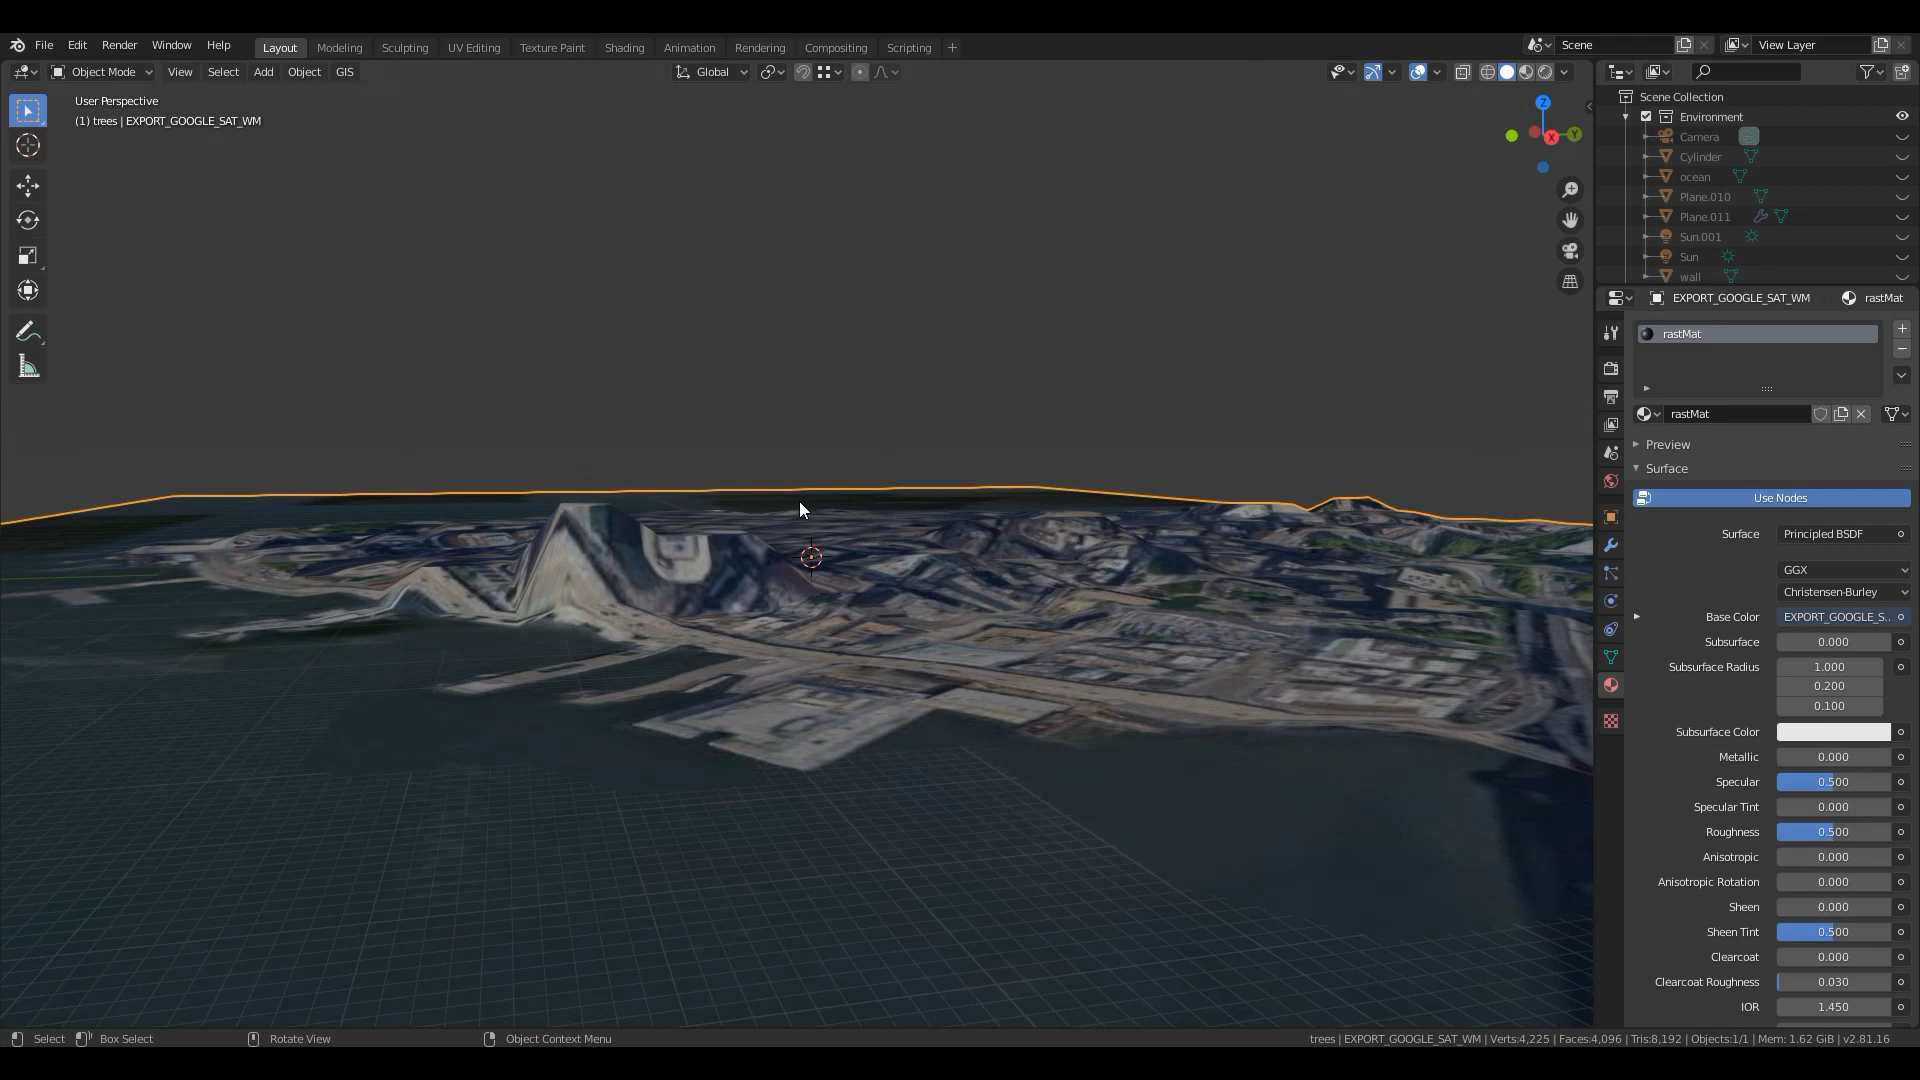 File Edit Render Window Help Layout Modeling Sculpting UV Editing Texture Paint Shading Animation Rendering Compositing Scripting + Scene View Layer
Object Mode View Select Add Object GIS Global
User Perspective
(1) trees | EXPORT_GOOGLE_SAT_WM
Z
Y
X
Scene Collection
Environment
Camera
Cylinder
ocean
Plane.010
Plane.011
Sun.001
Sun
wall
EXPORT_GOOGLE_SAT_WM rastMat
rastMat
rastMat
Preview
Surface
Use Nodes
Surface Principled BSDF
GGX
Christensen-Burley
Base Color EXPORT_GOOGLE_S..
Subsurface 0.000
Subsurface Radius 1.000
0.200
0.100
Subsurface Color
Metallic 0.000
Specular 0.500
Specular Tint 0.000
Roughness 0.500
Anisotropic 0.000
Anisotropic Rotation 0.000
Sheen 0.000
Sheen Tint 0.500
Clearcoat 0.000
Clearcoat Roughness 0.030
IOR 1.450
Select Box Select Rotate View Object Context Menu trees | EXPORT_GOOGLE_SAT_WM | Verts:4,225 | Faces:4,096 | Tris:8,192 | Objects:1/1 | Mem: 1.62 GiB | v2.81.16